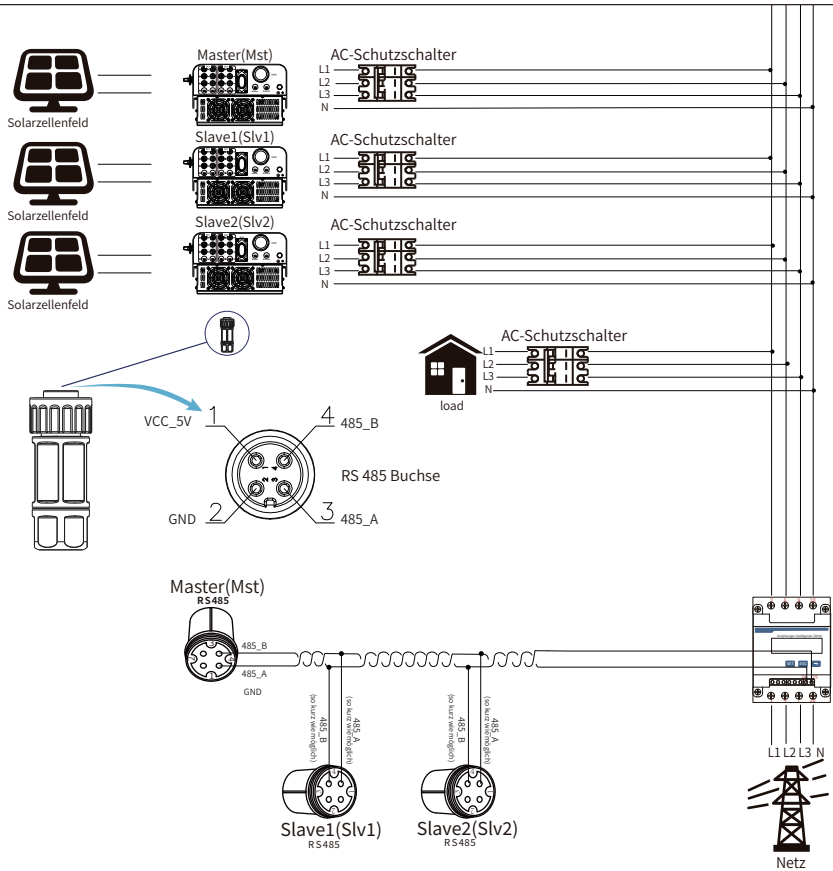 Master(Mst)
AC-Schutzschalter
L1
L2
L3
N
Solarzellenfeld
Slave1(Slv1)
AC-Schutzschalter
L1
L2
L3
N
Solarzellenfeld
Slave2(Slv2)
AC-Schutzschalter
L1
L2
L3
N
Solarzellenfeld
AC-Schutzschalter
L1
L2
L3
N
load
VCC_5V
1
4
485_B
1 4
2 3
RS 485 Buchse
GND
2
3
485_A
Master(Mst)
RS485
485_B
485_A
GND
485_B
(so kurz wie möglich)
485_A
(so kurz wie möglich)
485_B
(so kurz wie möglich)
485_A
(so kurz wie möglich)
Slave1(Slv1)
RS485
Slave2(Slv2)
RS485
L1 L2 L3 N
Netz